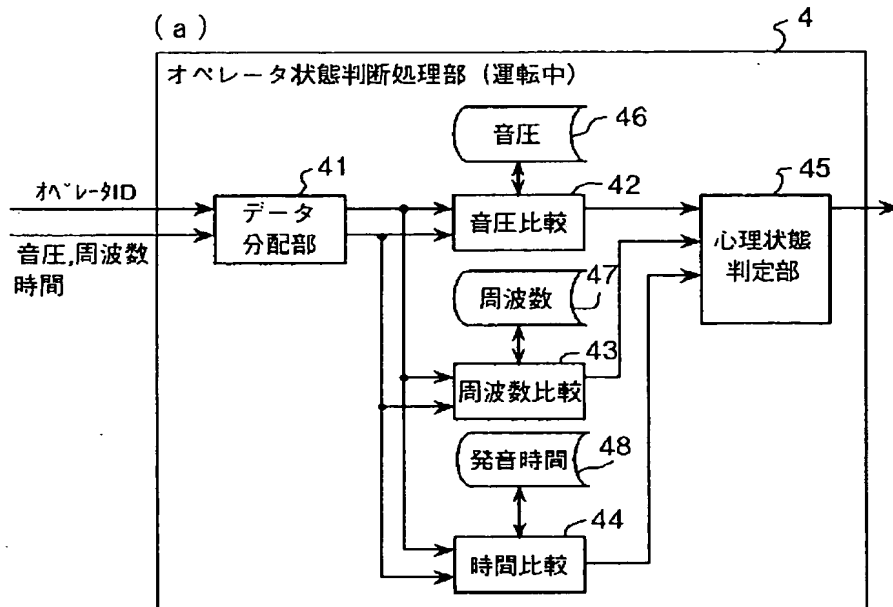 (a)
4
オペレータ状態判断処理部 (運転中)
音圧
46
41
42
45
オペレータID
データ
分配部
音圧比較
心理状態
判定部
音圧,周波数
時間
周波数
47
43
周波数比較
発音時間
48
44
時間比較